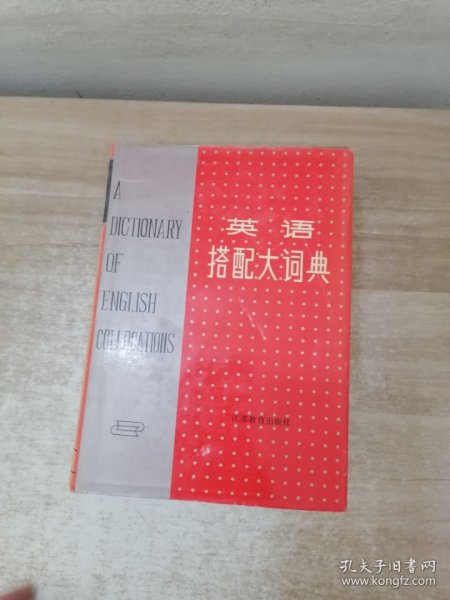 A
DICTIONARY
OF
ENGLISH
COLLOCATIONS
英语
搭配大词典
江苏教育出版社
孔夫子旧书网
www.kongfz.com